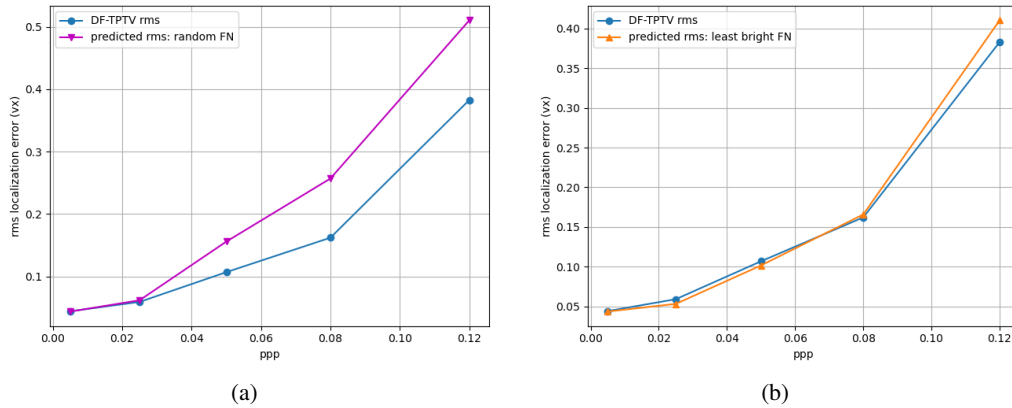 DF-TPTV rms
predicted rms: random FN
rms localization error (vx)
0.5
0.4
0.3
0.2
0.1
0.00 0.02 0.04 0.06 0.08 0.10 0.12
ppp
(a)
DF-TPTV rms
predicted rms: least bright FN
rms localization error (vx)
0.40
0.35
0.30
0.25
0.20
0.15
0.10
0.05
0.00 0.02 0.04 0.06 0.08 0.10 0.12
ppp
(b)